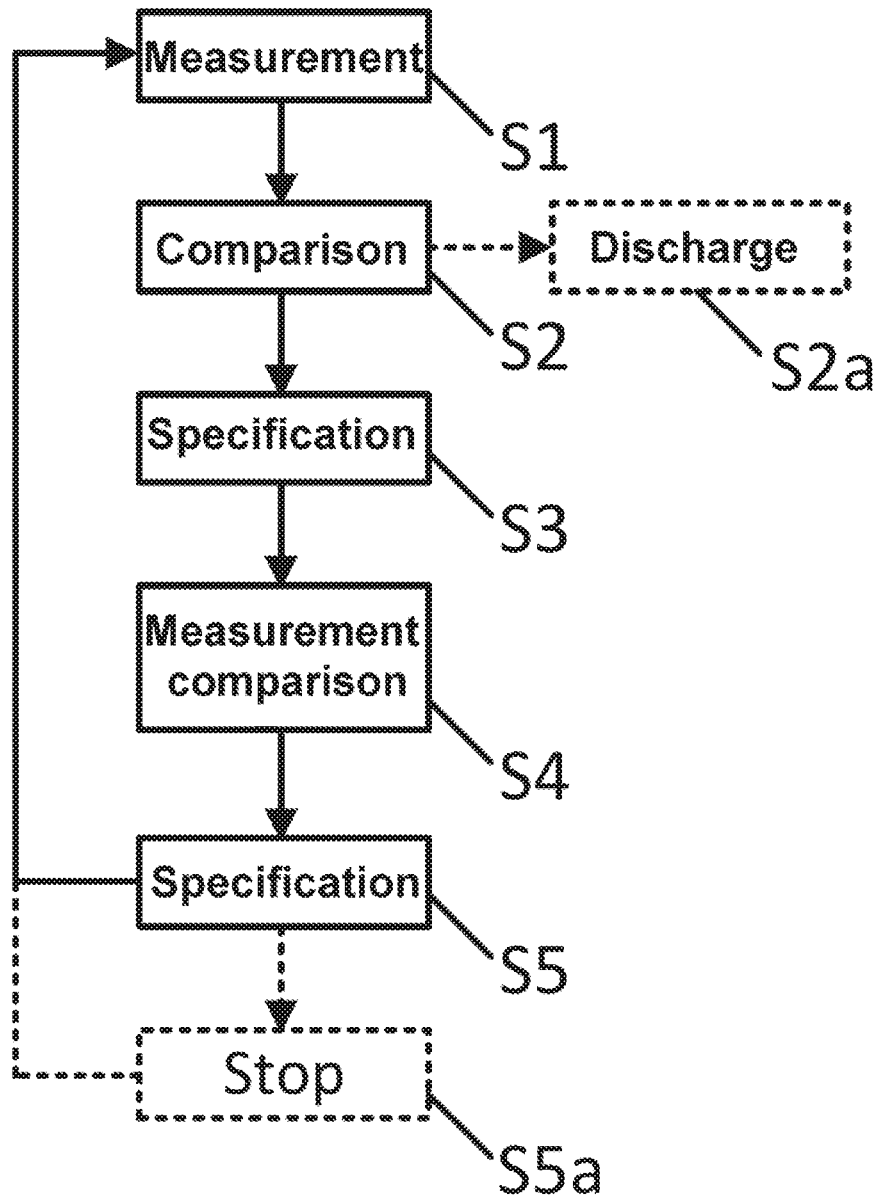 Measurement
S1
Comparison
Discharge
S2
S2a
Specification
S3
Measurement
comparison
S4
Specification
S5
Stop
S5a